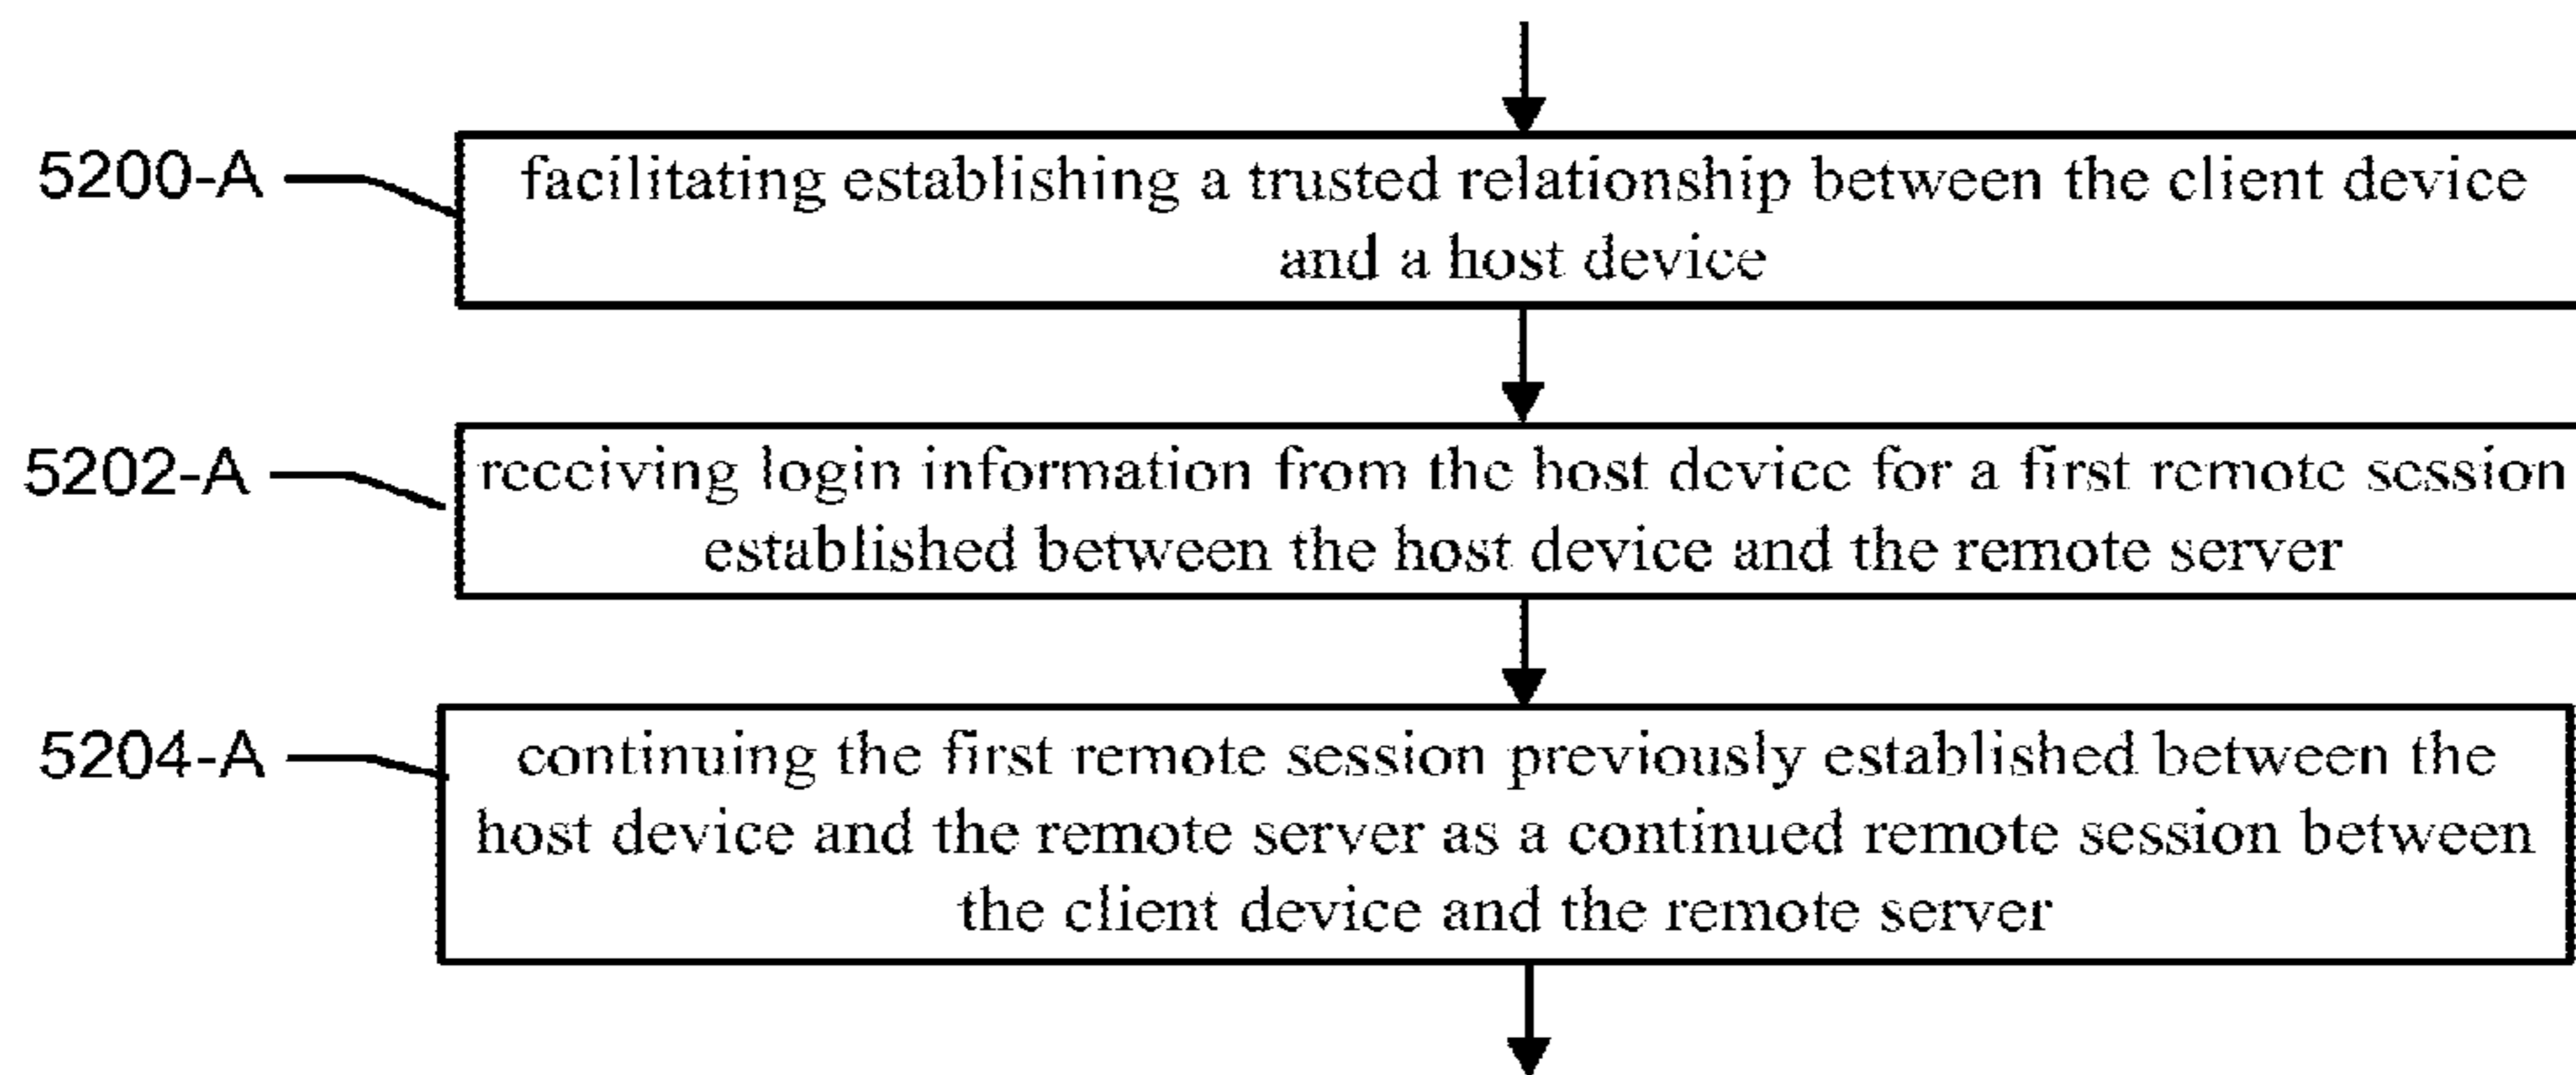 5200-A
facilitating establishing a trusted relationship between the client device
and a host device
5202-A
receiving login information from the host device for a first remote session
established between the host device and the remote server
5204-A
continuing the first remote session previously established between the
host device and the remote server as a continued remote session between
the client device and the remote server